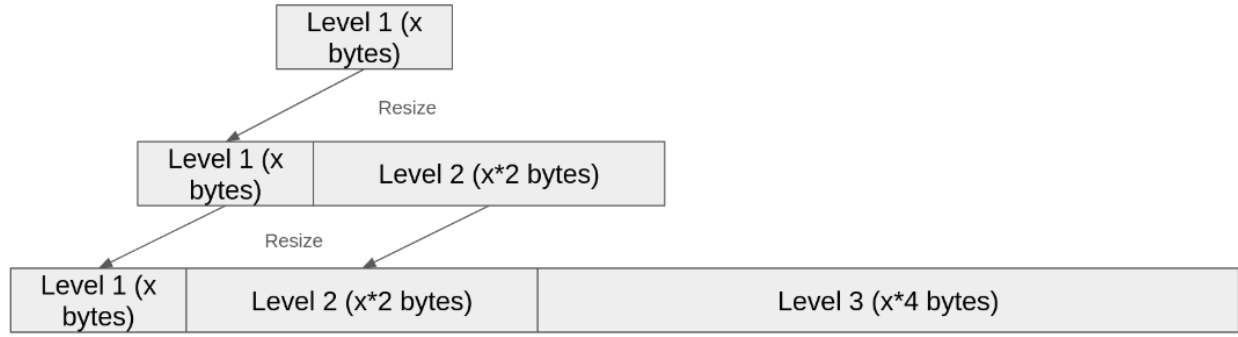 Level 1 (x
bytes)
Resize
Level 1 (x
bytes)
Level 2 (x*2 bytes)
Resize
Level 1 (x
bytes)
Level 2 (x*2 bytes)
Level 3 (x*4 bytes)